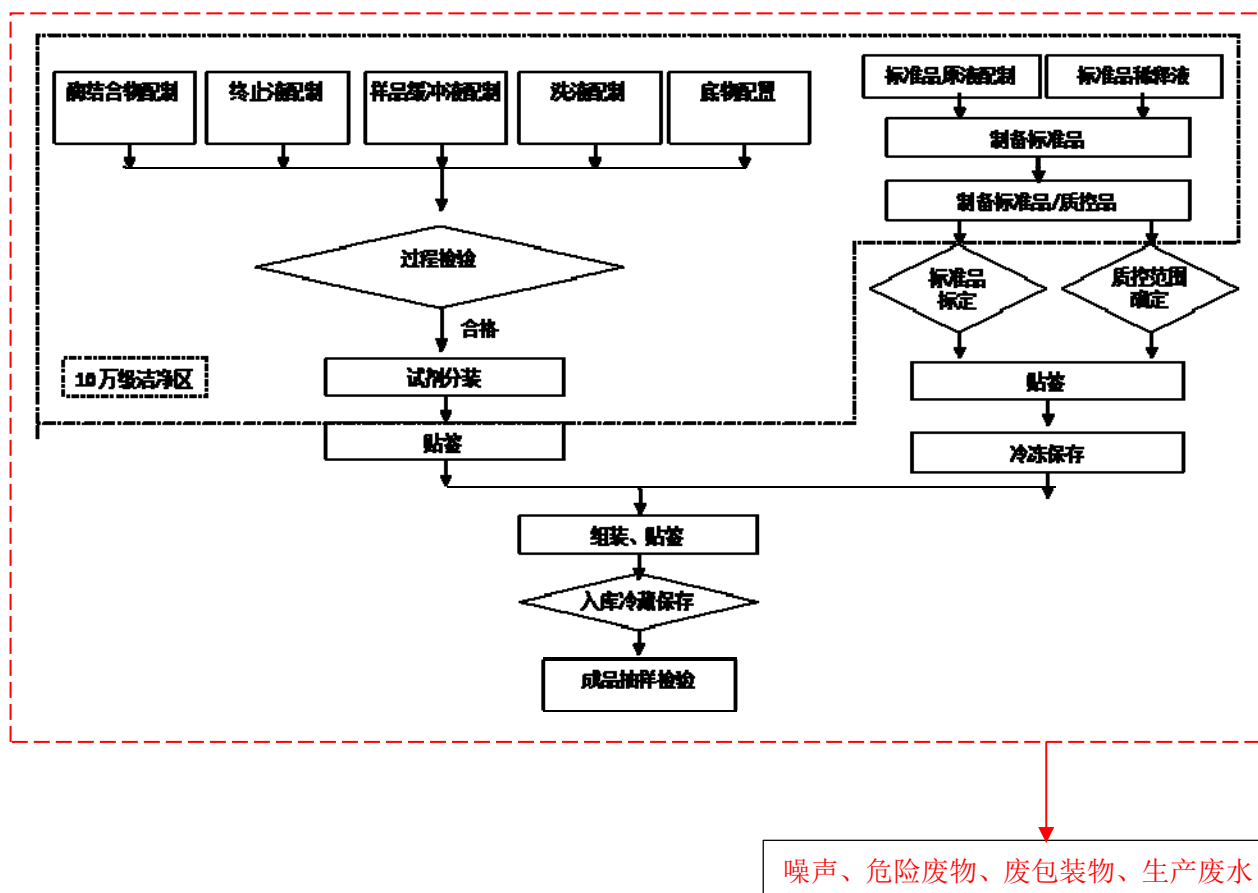 酶结合物配制
终止液配制
样品缓冲液配制
洗液配制
底物配置
标准品原液配制
标准品稀释液
制备标准品
制备标准品/质控品
过程检验
标准品
标定
质控范围
确定
合格
10万级洁净区
试剂分装
贴签
贴签
冷冻保存
组装、贴签
入库冷藏保存
成品抽样检验
噪声、危险废物、废包装物、生产废水